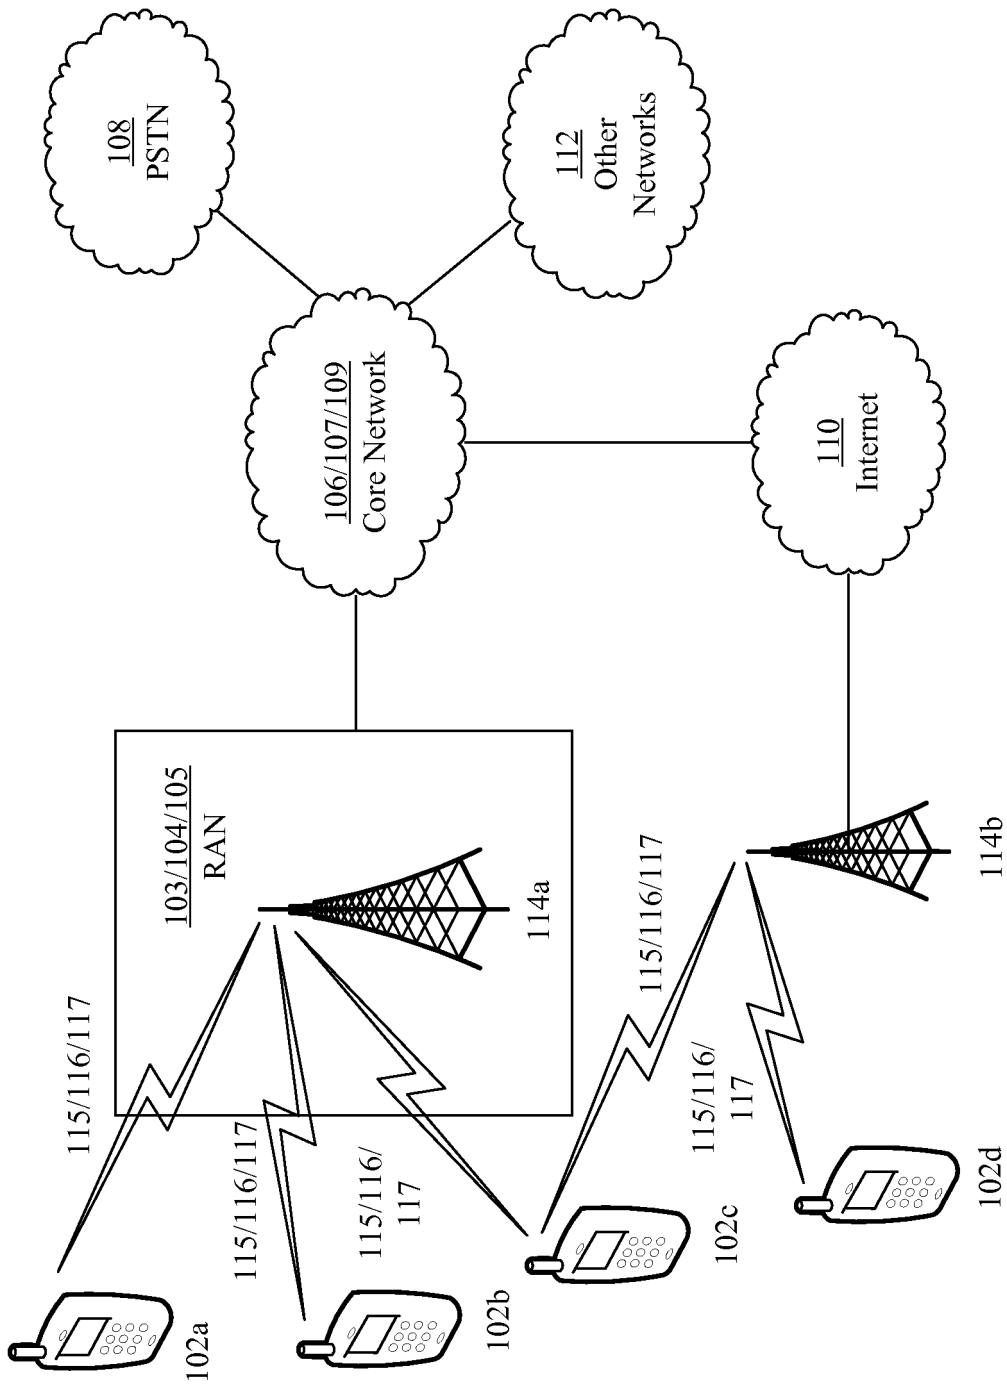 108
PSTN
112
Other
Networks
106/107/109
Core Network
110
Internet
103/104/105
RAN
114a
114b
115/116/117
115/116/117
115/116/
117
115/116/117
115/116/
117
102a
102b
102c
102d